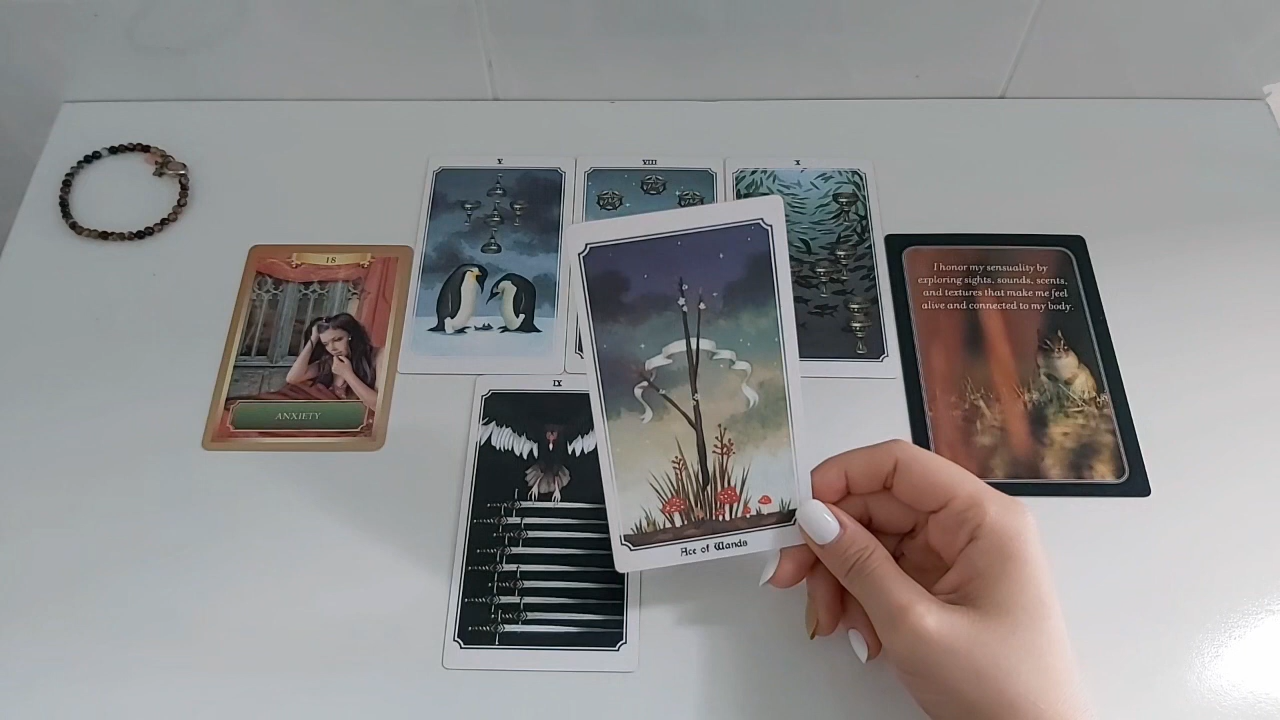 V
VIII
X
18
ANXIETY
I honor my sensuality by
exploring sights, sounds, scents,
and textures that make me feel
alive and connected to my body.
IX
Ace of Wands